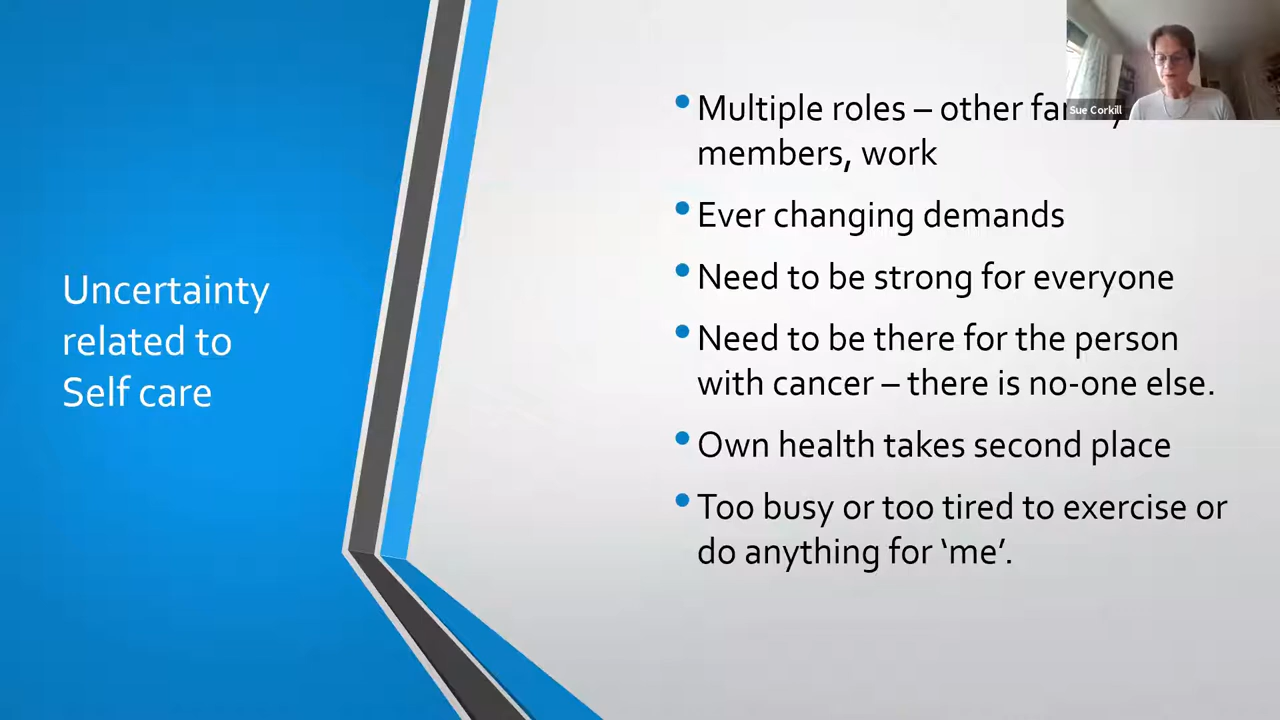 Uncertainty
related to
Self care
Sue Corkill
• Multiple roles – other
members, work
• Ever changing demands
• Need to be strong for everyone
• Need to be there for the person
with cancer – there is no-one else.
• Own health takes second place
• Too busy or too tired to exercise or
do anything for ‘me’.